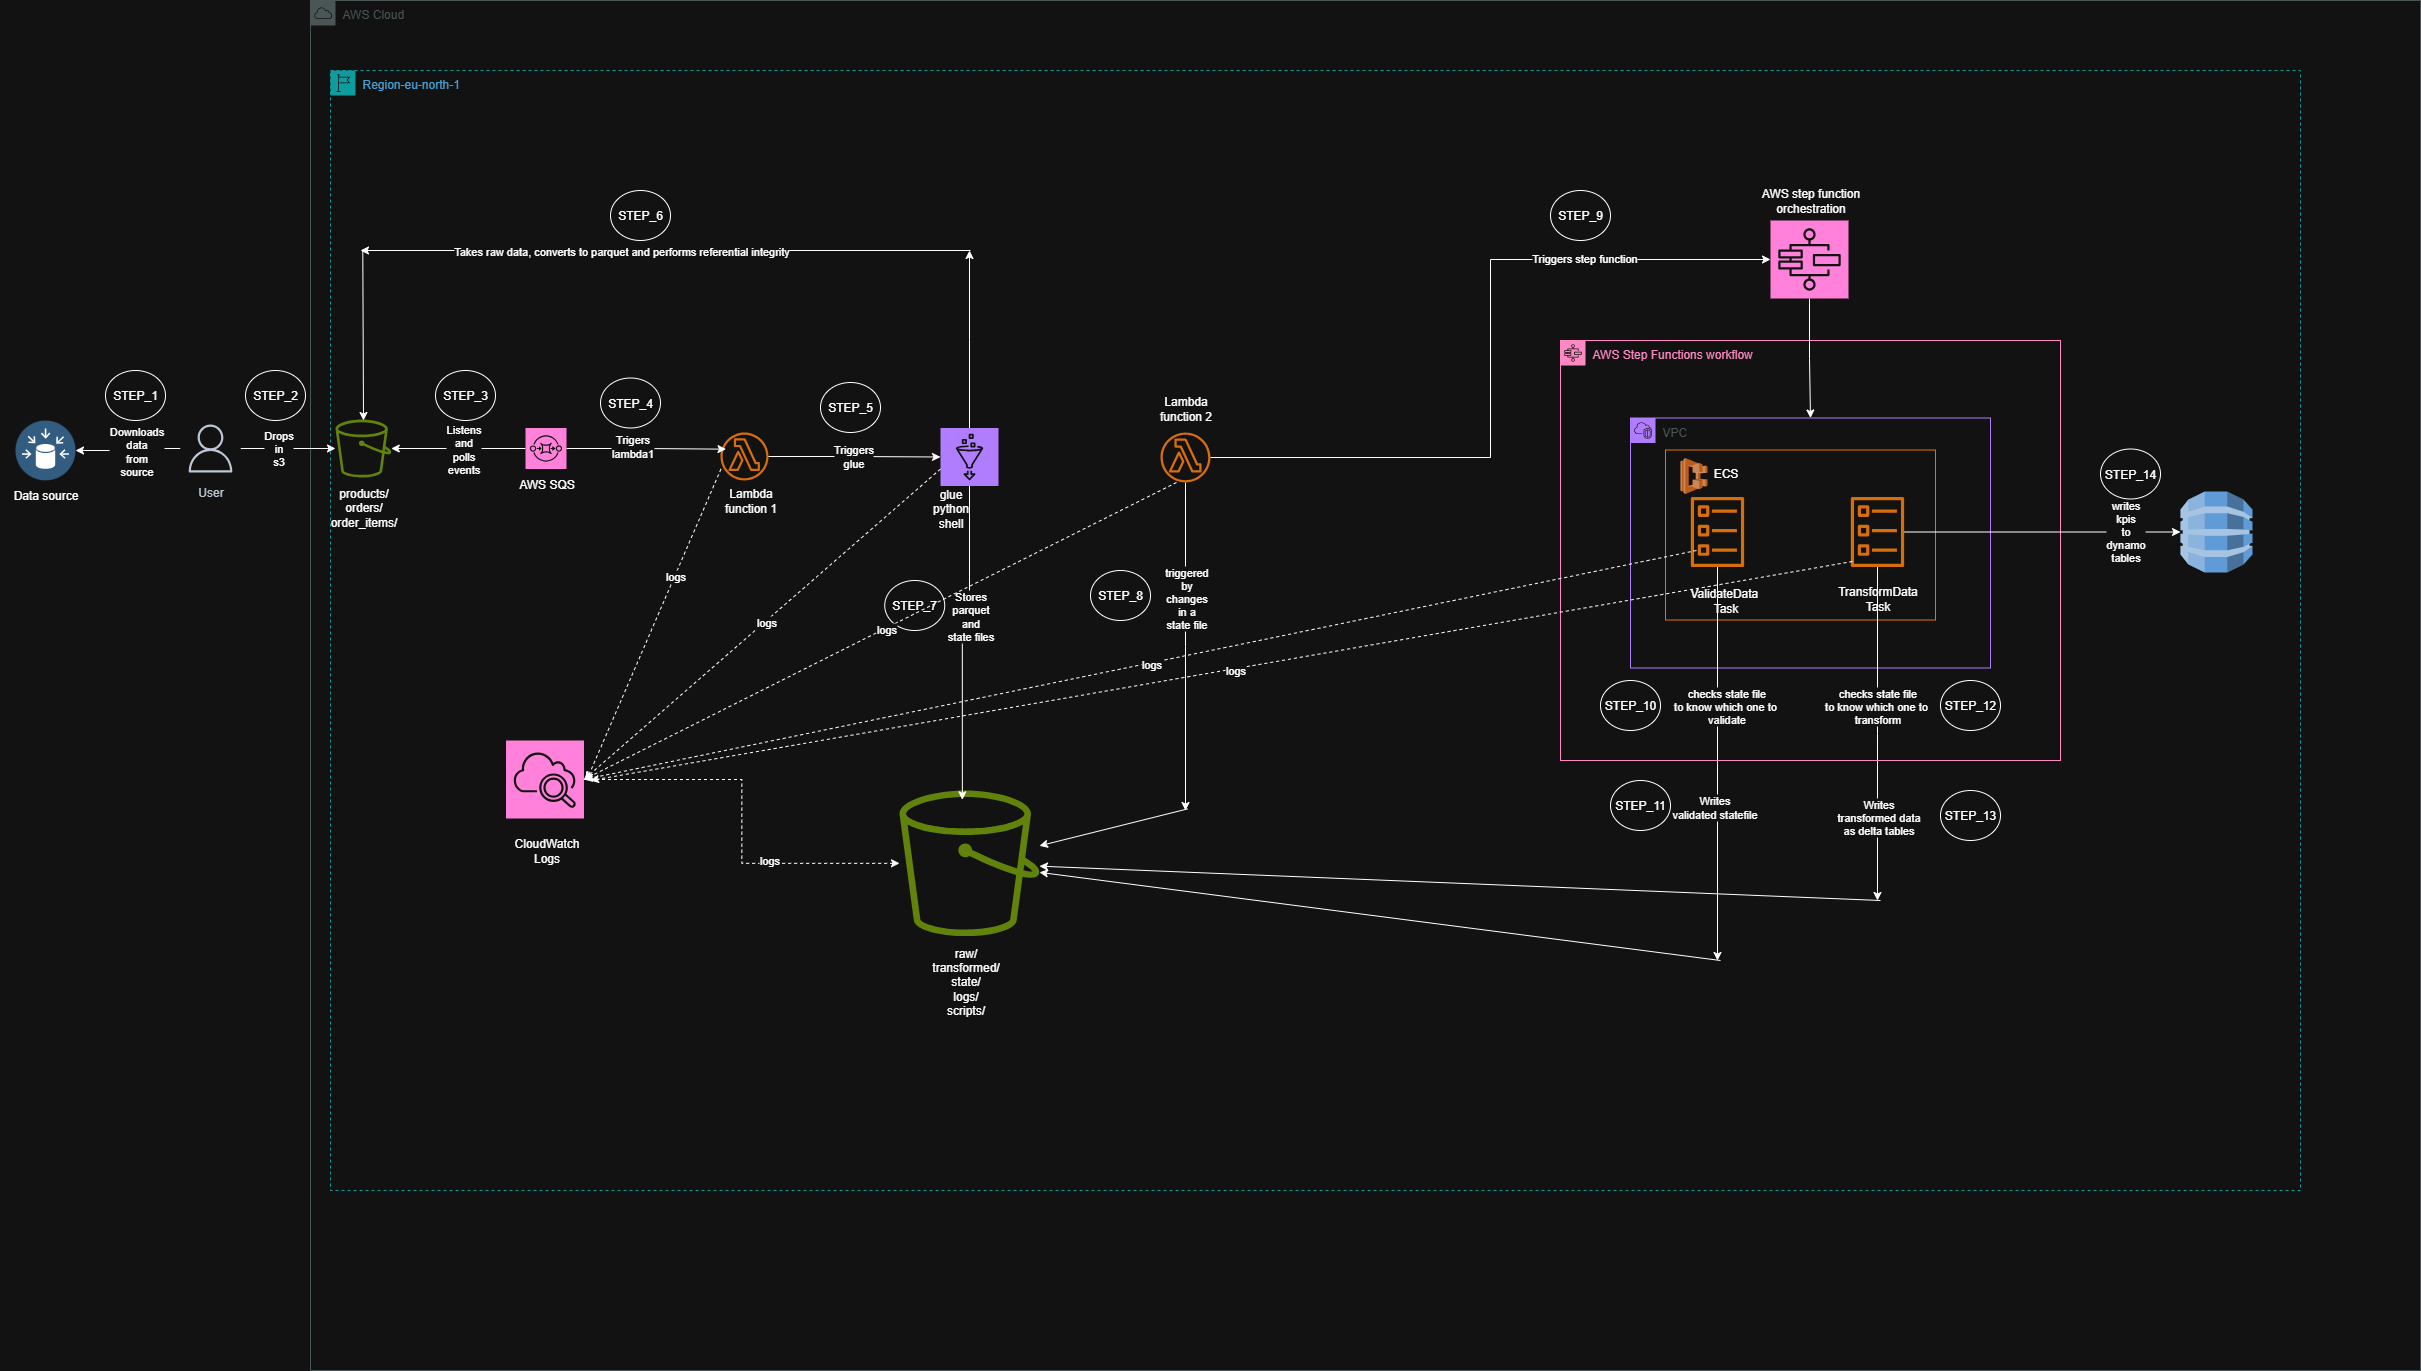 AWS Cloud
Region-eu-north-1
STEP_6
Takes raw data, converts to parquet and performs referential integrity
STEP_9
Triggers step function
AWS step function
orchestration
AWS Step Functions workflow
VPC
ECS
STEP_1
Downloads
data
from
source
Data source
User
STEP_2
Drops
in
s3
products/
orders/
order_items/
STEP_3
Listens
and
polls
events
AWS SQS
STEP_4
Trigers
lambda1
Lambda
function 1
STEP_5
Triggers
glue
glue
python
shell
Lambda
function 2
STEP_14
writes
kpis
to
dynamo
tables
ValidateData
Task
TransformData
Task
logs
logs
logs
logs
logs
STEP_7
Stores
parquet
and
state files
STEP_8
triggered
by
changes
in a
state file
STEP_10
checks state file
to know which one to
validate
checks state file
to know which one to
transform
STEP_12
STEP_11
Writes
validated statefile
Writes
transformed data
as delta tables
STEP_13
CloudWatch
Logs
logs
raw/
transformed/
state/
logs/
scripts/